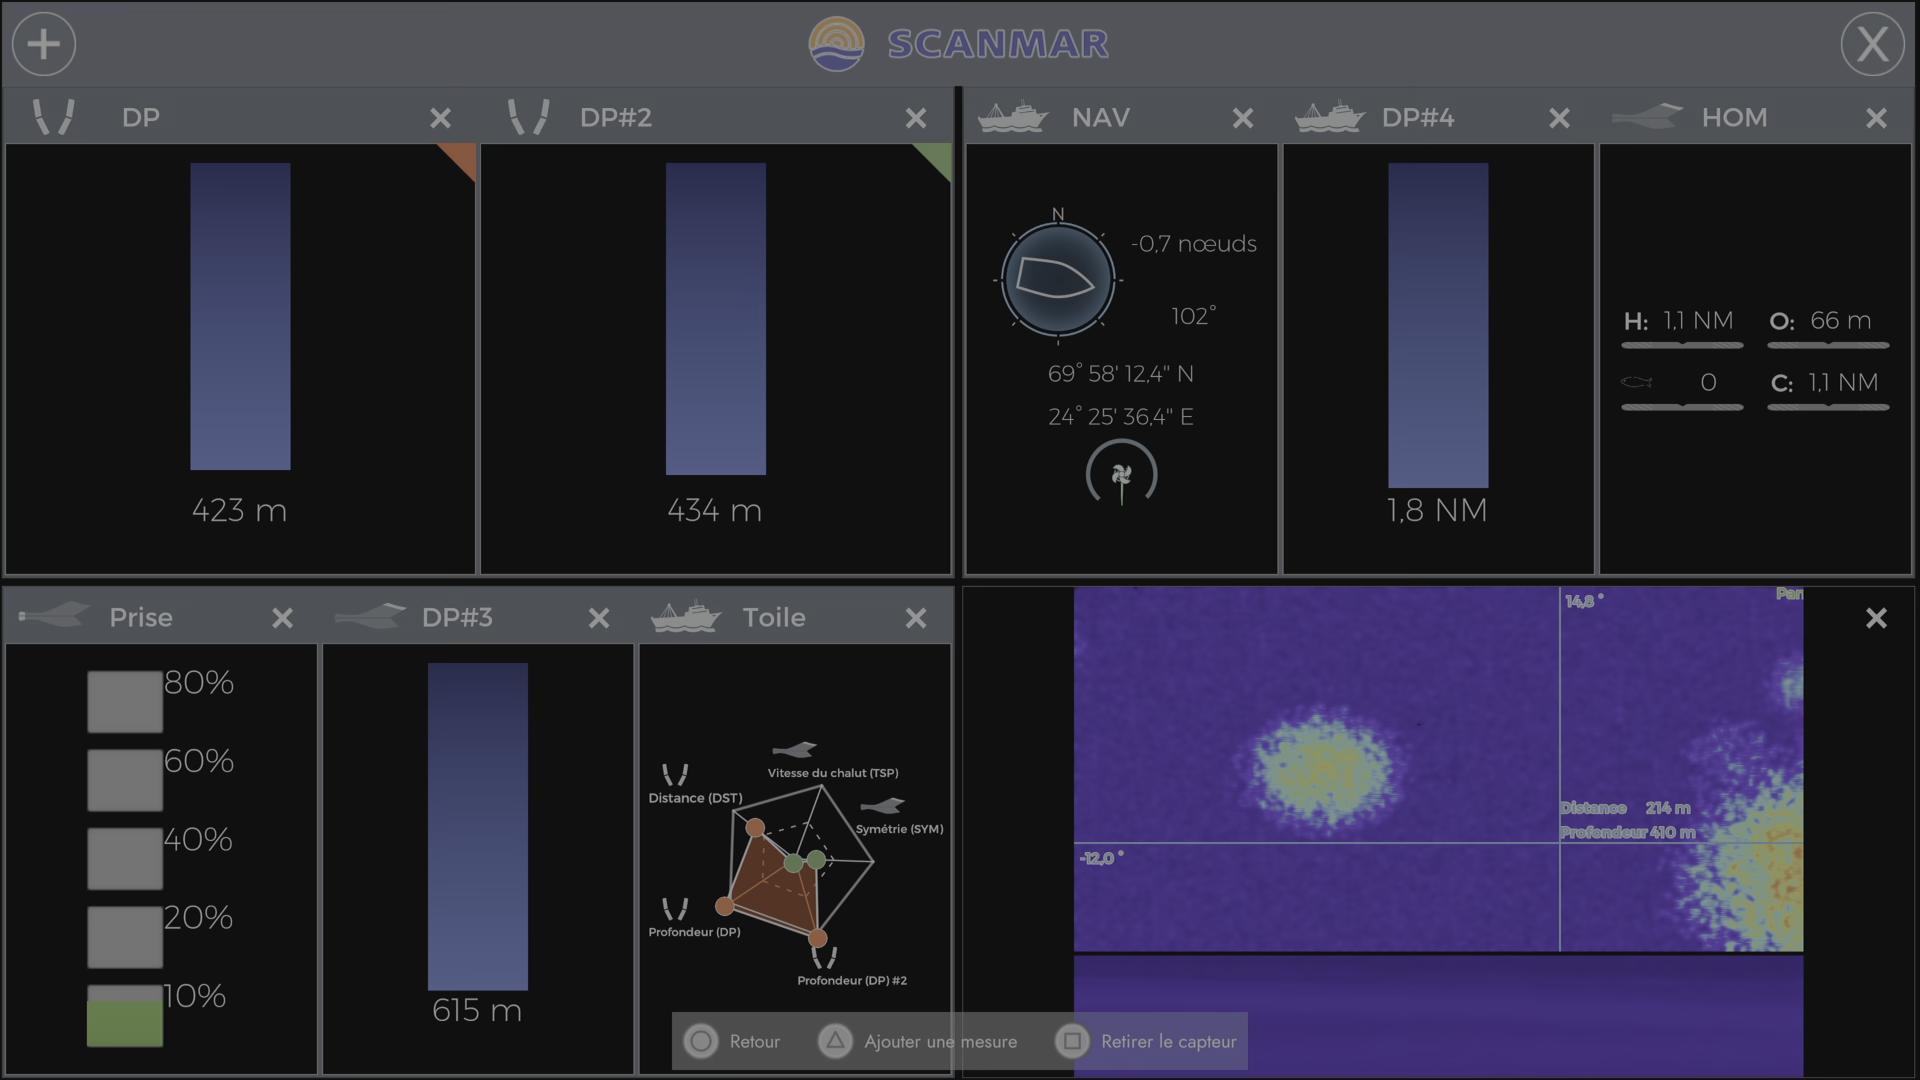 SCANMAR
X
DP
DP#2
NAV
DP#4
HOM
423 m
434 m
N
-0,7 nœuds
102°
69° 58' 12,4" N
24° 25' 36,4" E
1,8 NM
H: 1,1 NM
O: 66 m
0
C: 1,1 NM
Prise
DP#3
Toile
80%
60%
40%
20%
10%
615 m
Vitesse du chalut (TSP)
Distance (DST)
Symétrie (SYM)
Profondeur (DP)
Profondeur (DP) #2
14,8 °
Pan
Distance 214 m
Profondeur 410 m
-12,0 °
Retour
Ajouter une mesure
Retirer le capteur